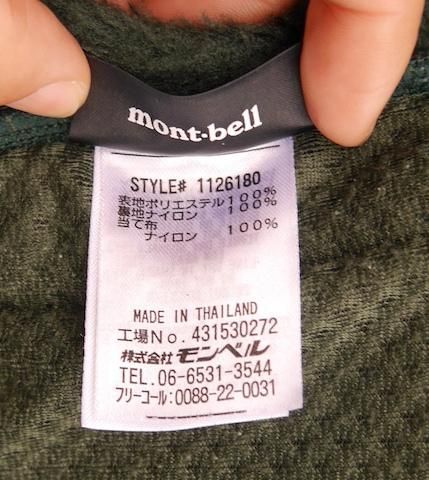 mont-bell
STYLE# 1126180
表地ポリエステル100%
裏地ナイロン 100%
当て布
ナイロン 100%
MADE IN THAILAND
工場No.431530272
株式会社 モンベル
TEL.06-6531-3544
フリーコール:0088-22-0031